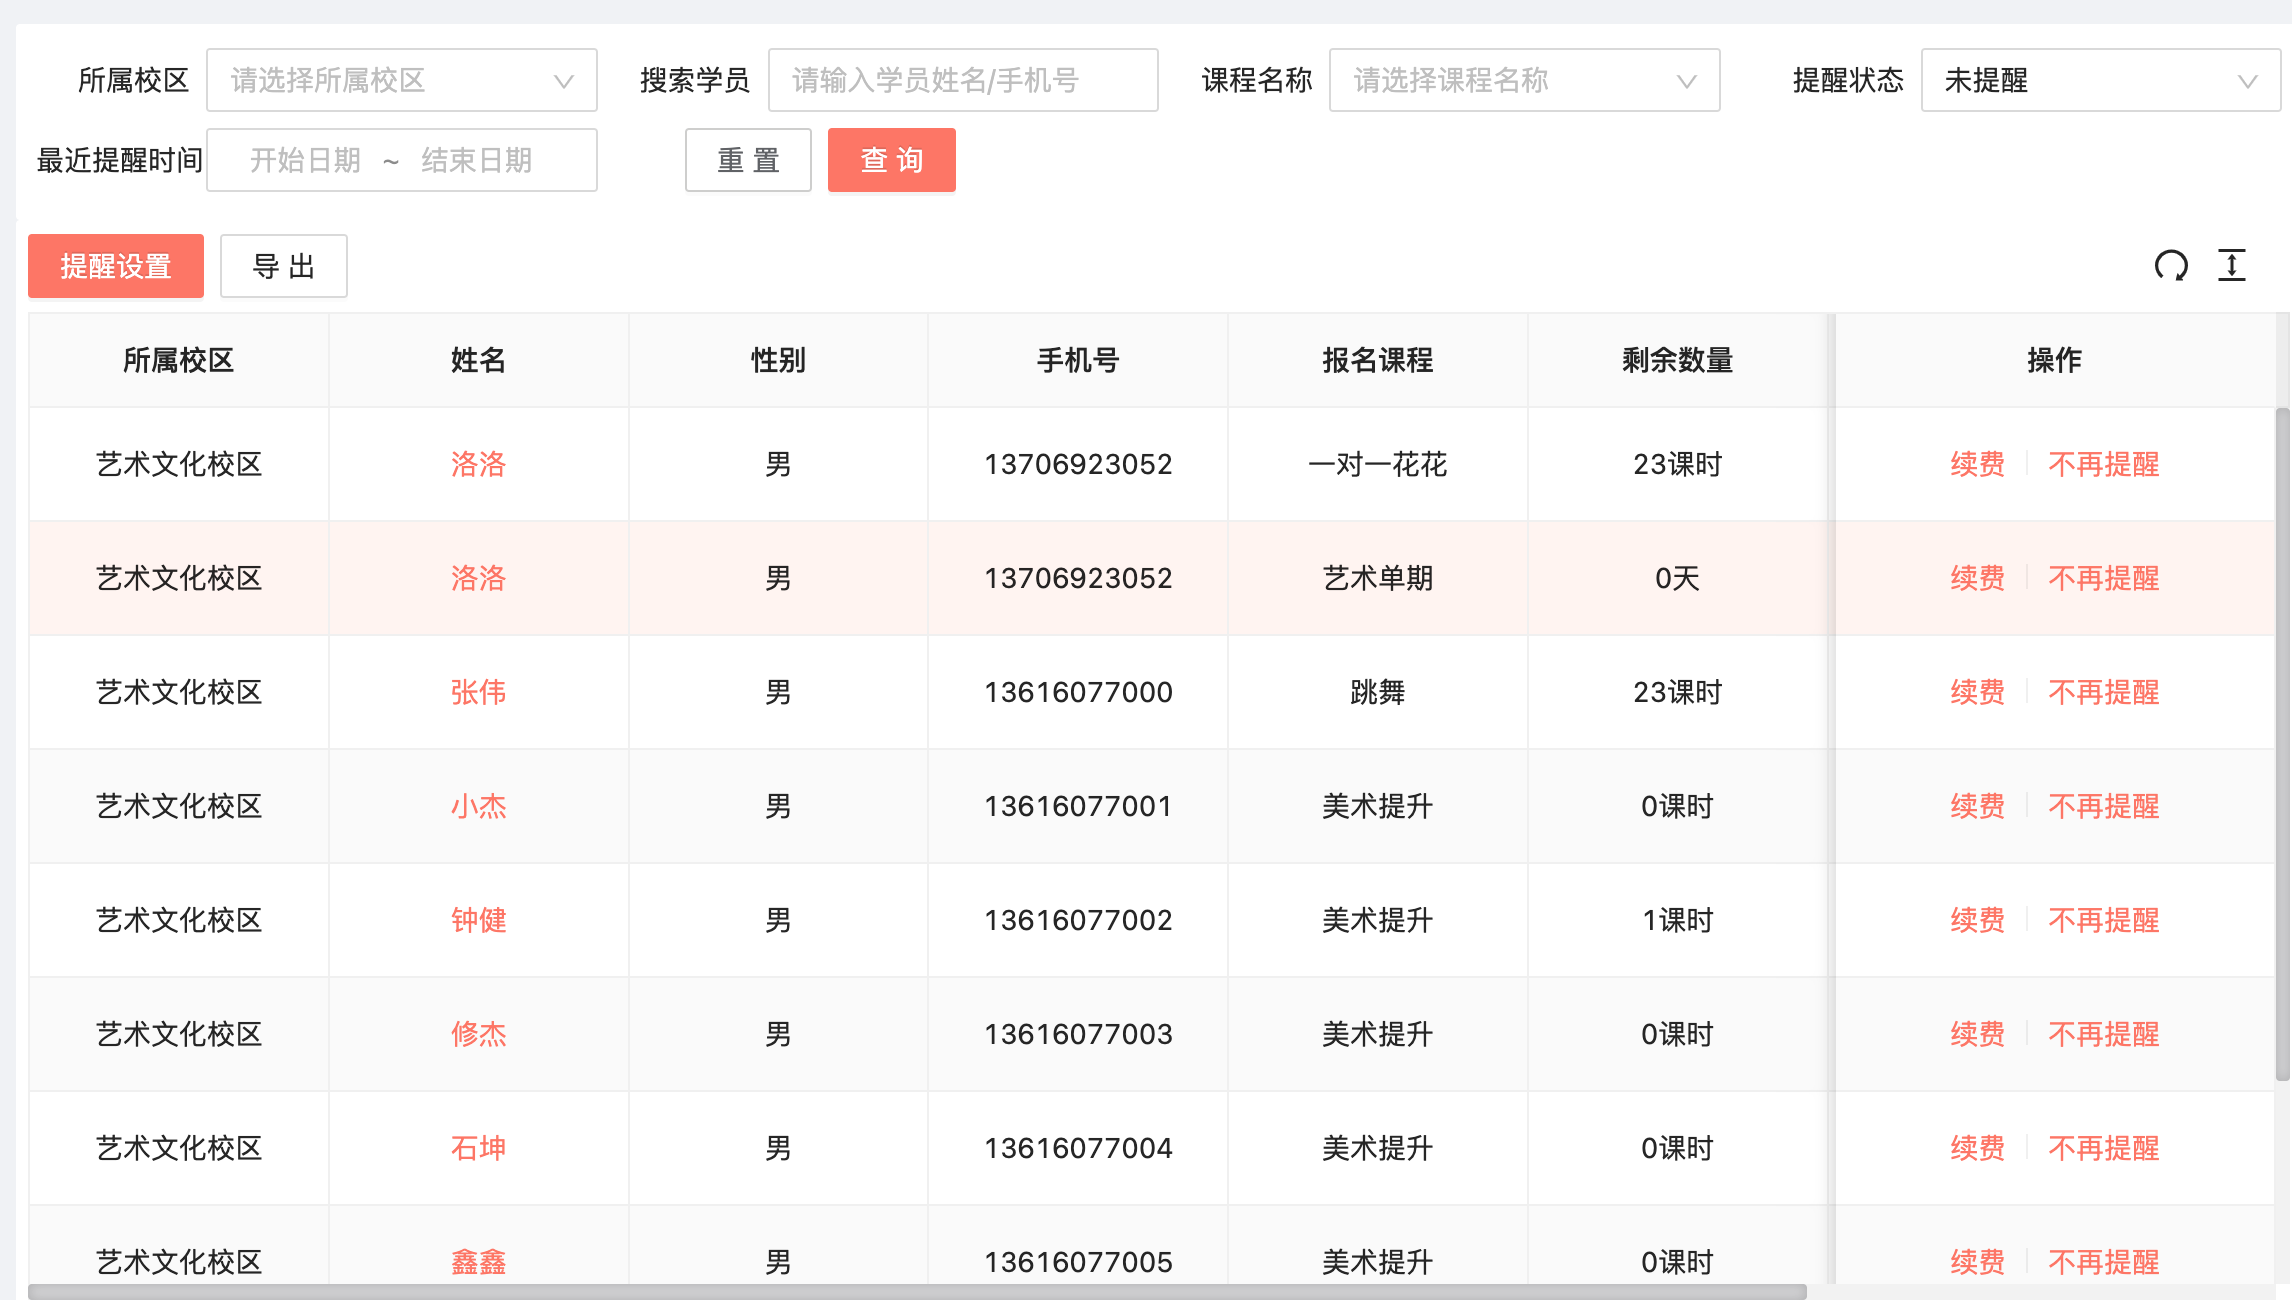 所属校区 请选择所属校区 搜索学员 请输入学员姓名/手机号 课程名称 请选择课程名称 提醒状态 未提醒
最近提醒时间 开始日期 ~ 结束日期 重 置 查 询
提醒设置 导 出
所属校区 姓名 性别 手机号 报名课程 剩余数量 操作
艺术文化校区 洛洛 男 13706923052 一对一花花 23课时 续费 不再提醒
艺术文化校区 洛洛 男 13706923052 艺术单期 0天 续费 不再提醒
艺术文化校区 张伟 男 13616077000 跳舞 23课时 续费 不再提醒
艺术文化校区 小杰 男 13616077001 美术提升 0课时 续费 不再提醒
艺术文化校区 钟健 男 13616077002 美术提升 1课时 续费 不再提醒
艺术文化校区 修杰 男 13616077003 美术提升 0课时 续费 不再提醒
艺术文化校区 石坤 男 13616077004 美术提升 0课时 续费 不再提醒
艺术文化校区 鑫鑫 男 13616077005 美术提升 0课时 续费 不再提醒